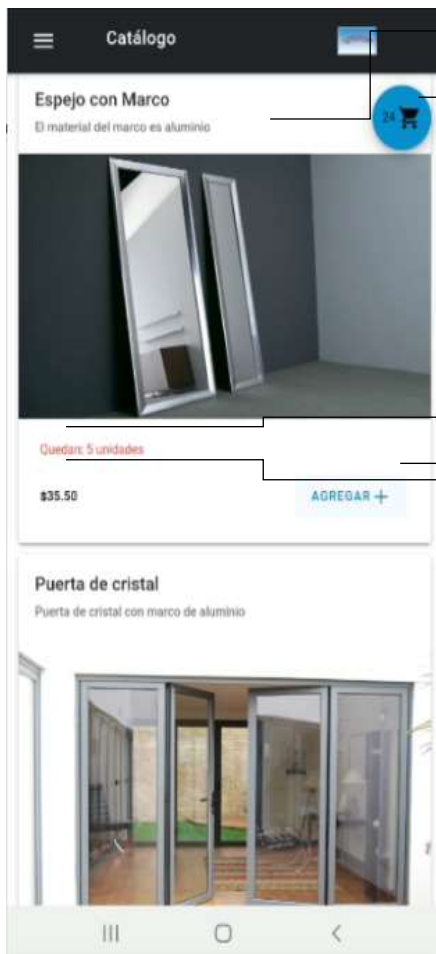 Catálogo
Espejo con Marco
El material del marco es aluminio
24
Quedan: 5 unidades
$35.50
AGREGAR +
Puerta de cristal
Puerta de cristal con marco de aluminio